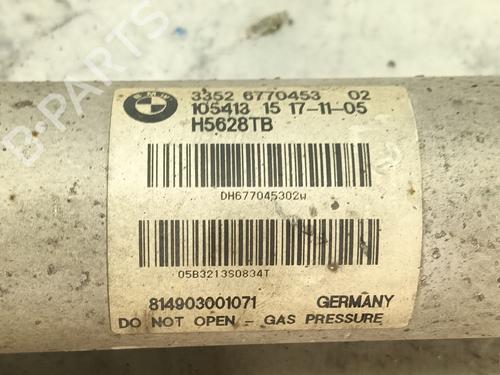 BMW
3352 6770453 02
105413 15 17-11-05
H5628TB
DH677045302W
05B3213S0834T
814903001071 GERMANY
DO NOT OPEN - GAS PRESSURE